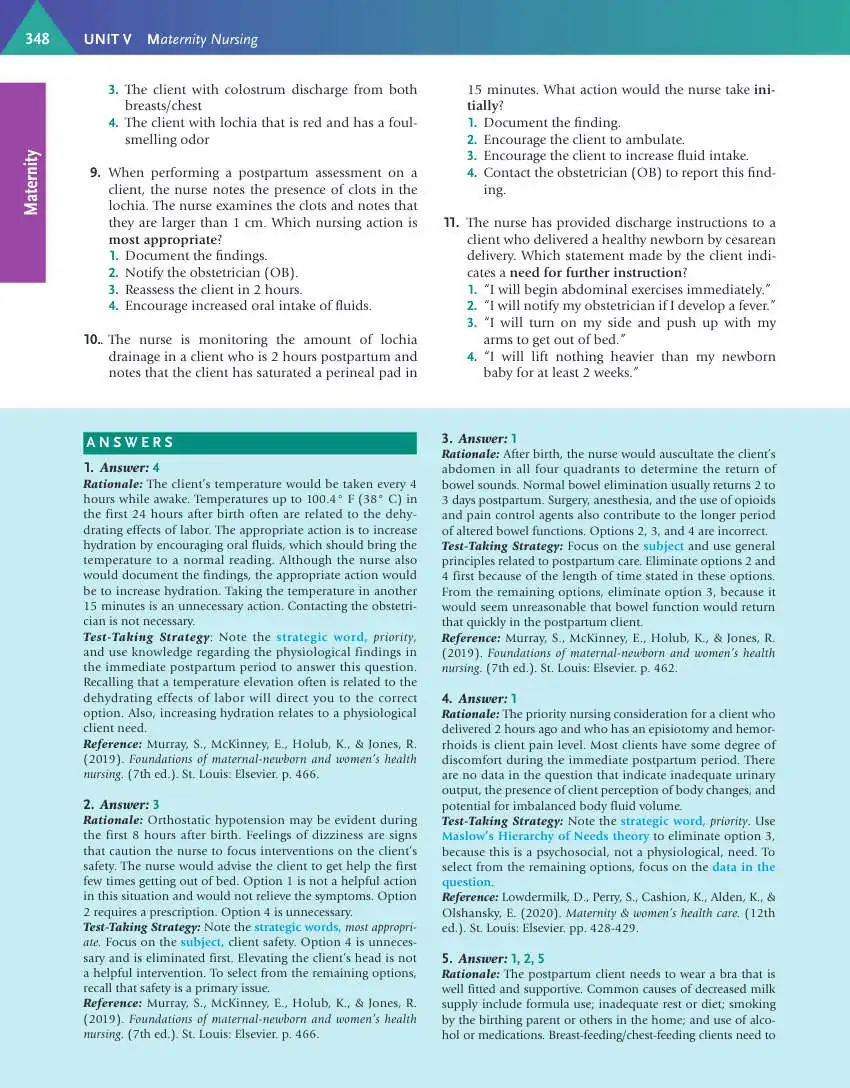 348
UNIT V Maternity Nursing
Maternity
3. The client with colostrum discharge from both
breasts/chest
4. The client with lochia that is red and has a foul-
smelling odor
9. When performing a postpartum assessment on a
client, the nurse notes the presence of clots in the
lochia. The nurse examines the clots and notes that
they are larger than 1 cm. Which nursing action is
most appropriate?
1. Document the findings.
2. Notify the obstetrician (OB).
3. Reassess the client in 2 hours.
4. Encourage increased oral intake of fluids.
10.. The nurse is monitoring the amount of lochia
drainage in a client who is 2 hours postpartum and
notes that the client has saturated a perineal pad in
15 minutes. What action would the nurse take ini-
tially?
1. Document the finding.
2. Encourage the client to ambulate.
3. Encourage the client to increase fluid intake.
4. Contact the obstetrician (OB) to report this find-
ing.
11. The nurse has provided discharge instructions to a
client who delivered a healthy newborn by cesarean
delivery. Which statement made by the client indi-
cates a need for further instruction?
1. “I will begin abdominal exercises immediately.”
2. “I will notify my obstetrician if I develop a fever.”
3. “I will turn on my side and push up with my
arms to get out of bed.”
4. “I will lift nothing heavier than my newborn
baby for at least 2 weeks.”
ANSWERS
1. Answer: 4
Rationale: The client’s temperature would be taken every 4
hours while awake. Temperatures up to 100.4° F (38° C) in
the first 24 hours after birth often are related to the dehy-
drating effects of labor. The appropriate action is to increase
hydration by encouraging oral fluids, which should bring the
temperature to a normal reading. Although the nurse also
would document the findings, the appropriate action would
be to increase hydration. Taking the temperature in another
15 minutes is an unnecessary action. Contacting the obstetri-
cian is not necessary.
Test-Taking Strategy: Note the strategic word, priority,
and use knowledge regarding the physiological findings in
the immediate postpartum period to answer this question.
Recalling that a temperature elevation often is related to the
dehydrating effects of labor will direct you to the correct
option. Also, increasing hydration relates to a physiological
client need.
Reference: Murray, S., McKinney, E., Holub, K., & Jones, R.
(2019). Foundations of maternal-newborn and women’s health
nursing. (7th ed.). St. Louis: Elsevier. p. 466.
2. Answer: 3
Rationale: Orthostatic hypotension may be evident during
the first 8 hours after birth. Feelings of dizziness are signs
that caution the nurse to focus interventions on the client’s
safety. The nurse would advise the client to get help the first
few times getting out of bed. Option 1 is not a helpful action
in this situation and would not relieve the symptoms. Option
2 requires a prescription. Option 4 is unnecessary.
Test-Taking Strategy: Note the strategic words, most appropri-
ate. Focus on the subject, client safety. Option 4 is unneces-
sary and is eliminated first. Elevating the client’s head is not
a helpful intervention. To select from the remaining options,
recall that safety is a primary issue.
Reference: Murray, S., McKinney, E., Holub, K., & Jones, R.
(2019). Foundations of maternal-newborn and women’s health
nursing. (7th ed.). St. Louis: Elsevier. p. 466.
3. Answer: 1
Rationale: After birth, the nurse would auscultate the client’s
abdomen in all four quadrants to determine the return of
bowel sounds. Normal bowel elimination usually returns 2 to
3 days postpartum. Surgery, anesthesia, and the use of opioids
and pain control agents also contribute to the longer period
of altered bowel functions. Options 2, 3, and 4 are incorrect.
Test-Taking Strategy: Focus on the subject and use general
principles related to postpartum care. Eliminate options 2 and
4 first because of the length of time stated in these options.
From the remaining options, eliminate option 3, because it
would seem unreasonable that bowel function would return
that quickly in the postpartum client.
Reference: Murray, S., McKinney, E., Holub, K., & Jones, R.
(2019). Foundations of maternal-newborn and women’s health
nursing. (7th ed.). St. Louis: Elsevier. p. 462.
4. Answer: 1
Rationale: The priority nursing consideration for a client who
delivered 2 hours ago and who has an episiotomy and hemor-
rhoids is client pain level. Most clients have some degree of
discomfort during the immediate postpartum period. There
are no data in the question that indicate inadequate urinary
output, the presence of client perception of body changes, and
potential for imbalanced body fluid volume.
Test-Taking Strategy: Note the strategic word, priority. Use
Maslow’s Hierarchy of Needs theory to eliminate option 3,
because this is a psychosocial, not a physiological, need. To
select from the remaining options, focus on the data in the
question.
Reference: Lowdermilk, D., Perry, S., Cashion, K., Alden, K., &
Olshansky, E. (2020). Maternity & women’s health care. (12th
ed.). St. Louis: Elsevier. pp. 428-429.
5. Answer: 1, 2, 5
Rationale: The postpartum client needs to wear a bra that is
well fitted and supportive. Common causes of decreased milk
supply include formula use; inadequate rest or diet; smoking
by the birthing parent or others in the home; and use of alco-
hol or medications. Breast-feeding/chest-feeding clients need to